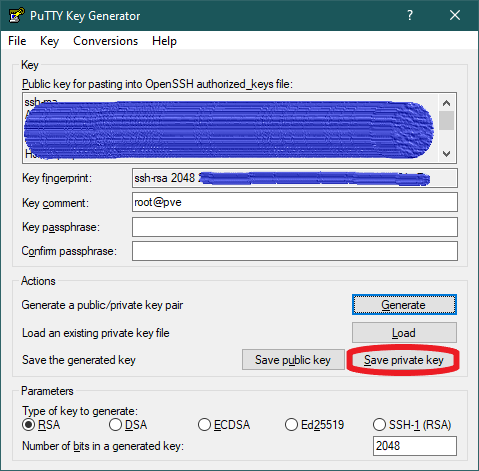 PuTTY Key Generator
File Key Conversions Help
Key
Public key for pasting into OpenSSH authorized_keys file:
ssh-rsa
Key fingerprint: ssh-rsa 2048
Key comment: root@pve
Key passphrase:
Confirm passphrase:
Actions
Generate a public/private key pair Generate
Load an existing private key file Load
Save the generated key Save public key Save private key
Parameters
Type of key to generate:
RSA DSA ECDSA Ed25519 SSH-1 (RSA)
Number of bits in a generated key: 2048